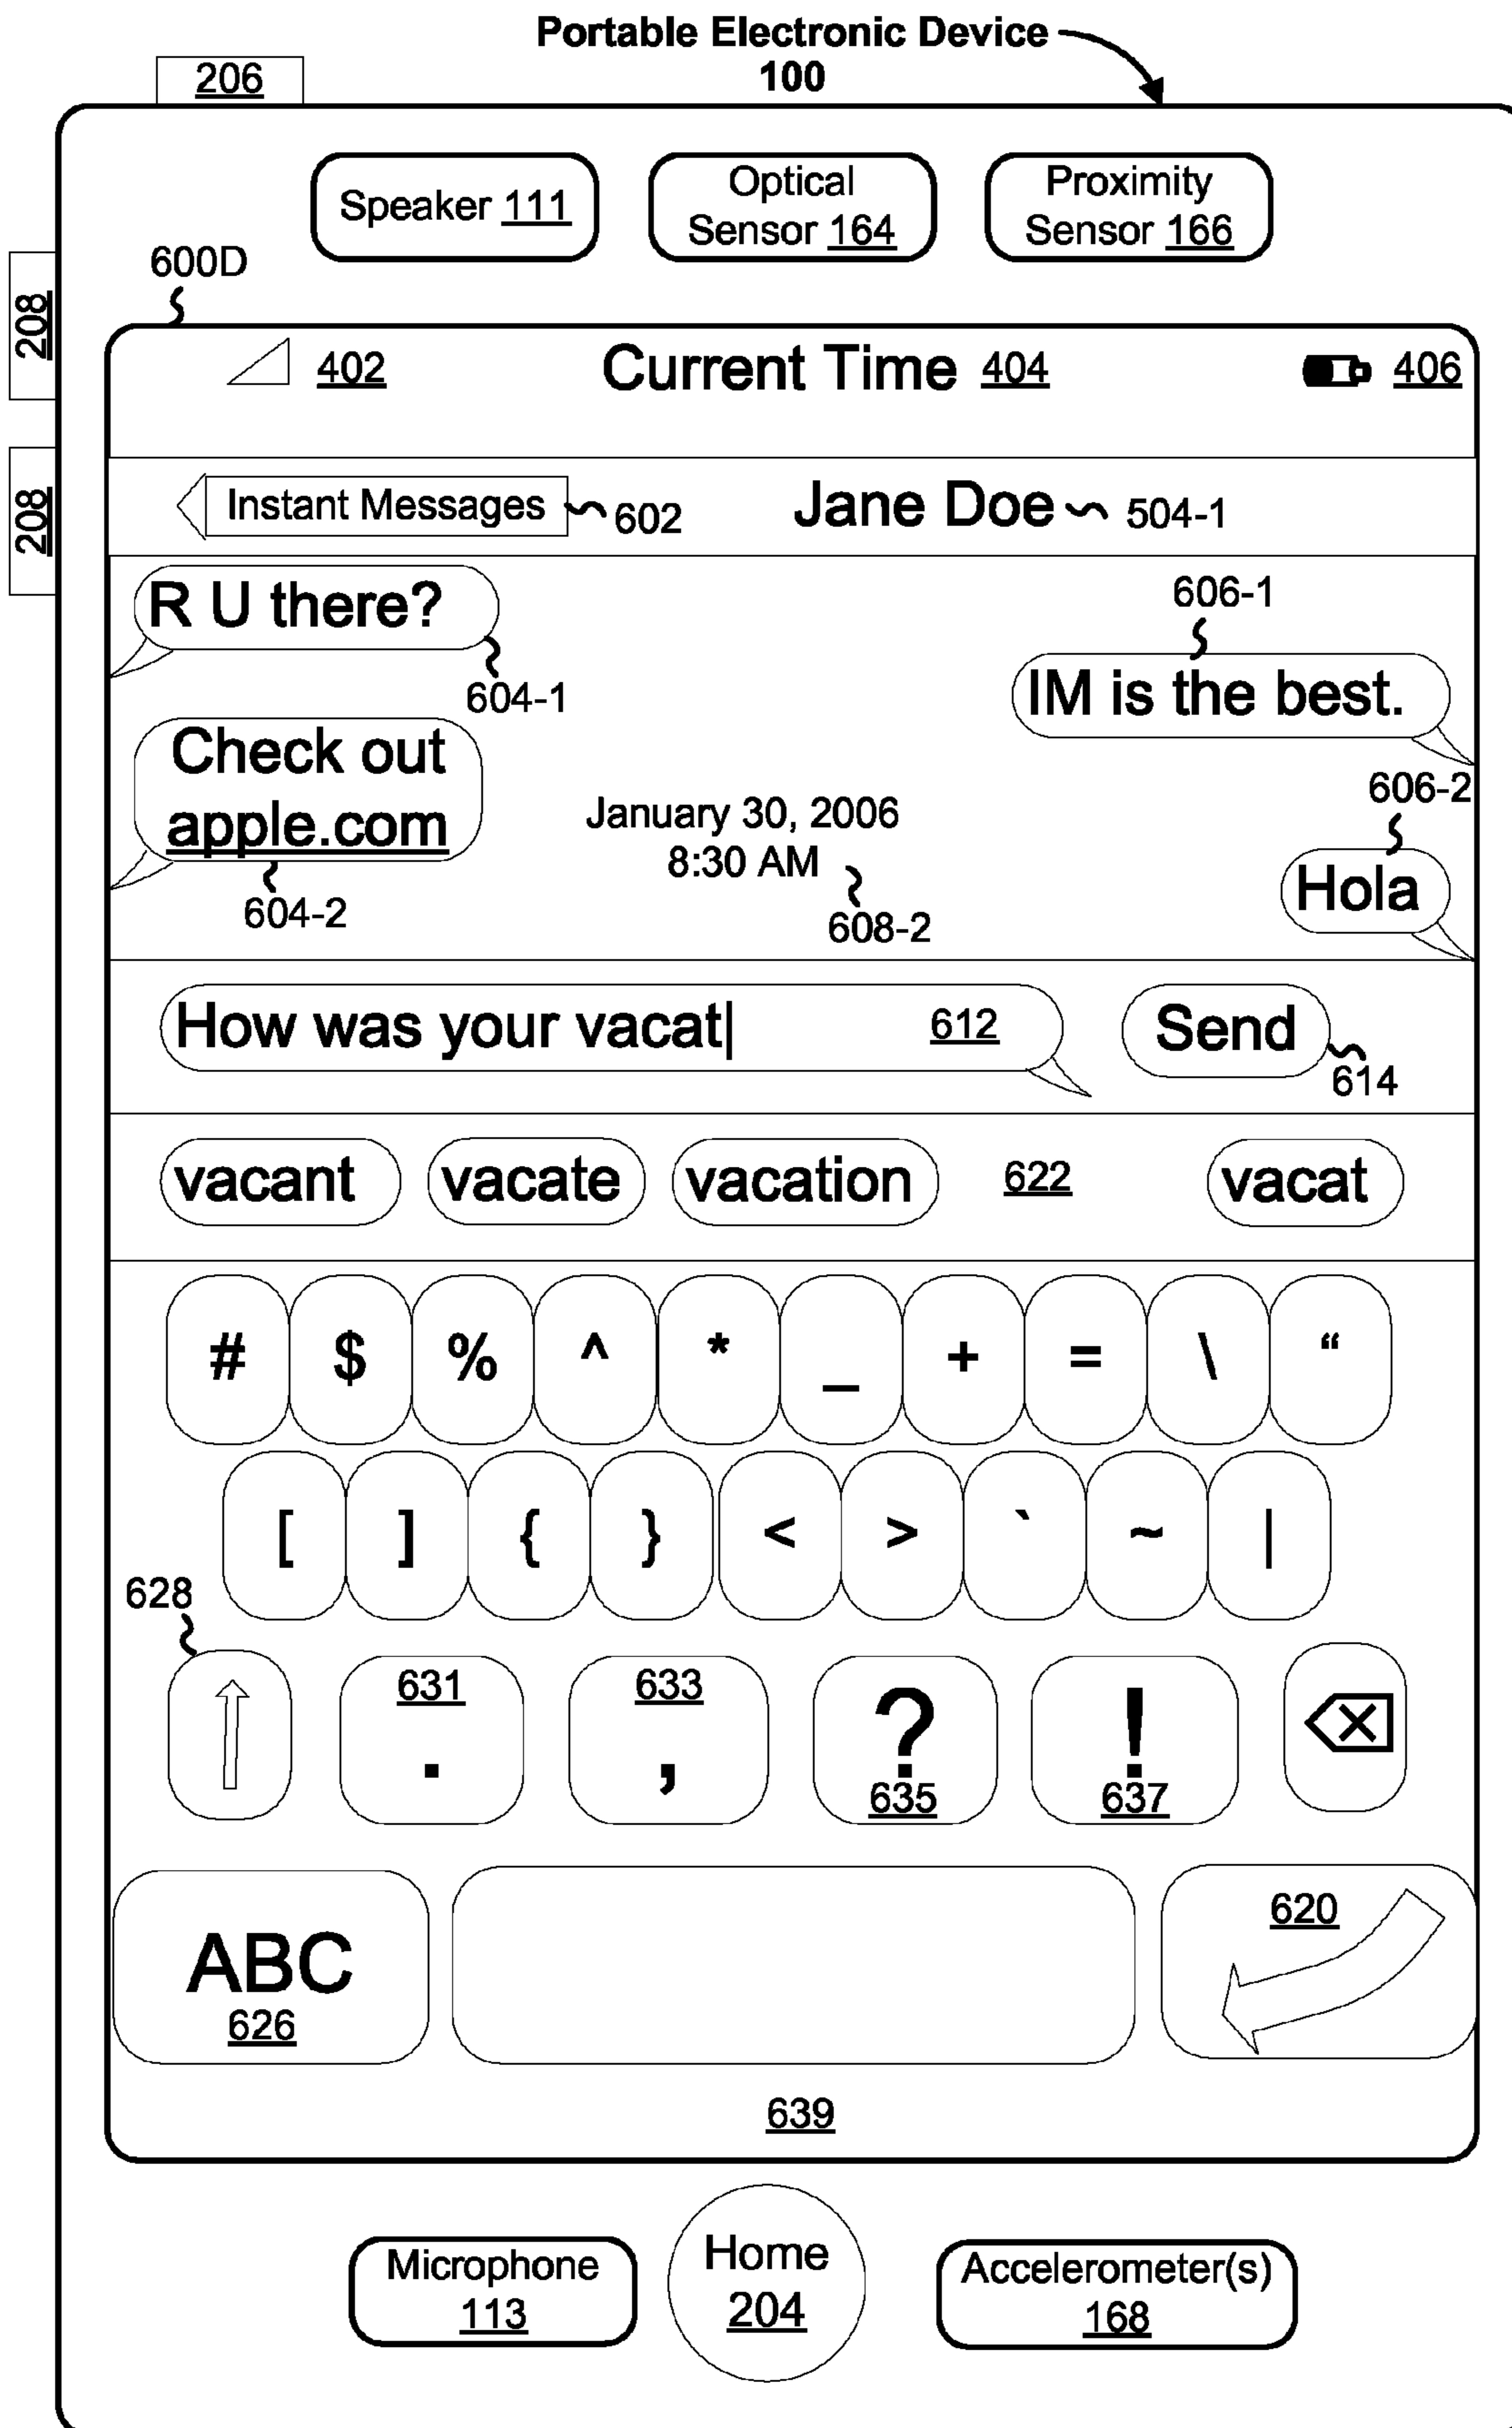 Portable Electronic Device
100
206
Speaker 111
Optical
Sensor 164
Proximity
Sensor 166
600D
208
208
402
Current Time 404
406
Instant Messages
602
Jane Doe
504-1
R U there?
604-1
606-1
IM is the best.
Check out
apple.com
604-2
January 30, 2006
8:30 AM
608-2
606-2
Hola
How was your vacat|
612
Send
614
vacant
vacate
vacation
622
vacat
# $ % ^ * _ + = \ “
[ ] { } < > ` ~ |
628
631
.
633
,
?
635
!
637
ABC
626
620
639
Microphone
113
Home
204
Accelerometer(s)
168